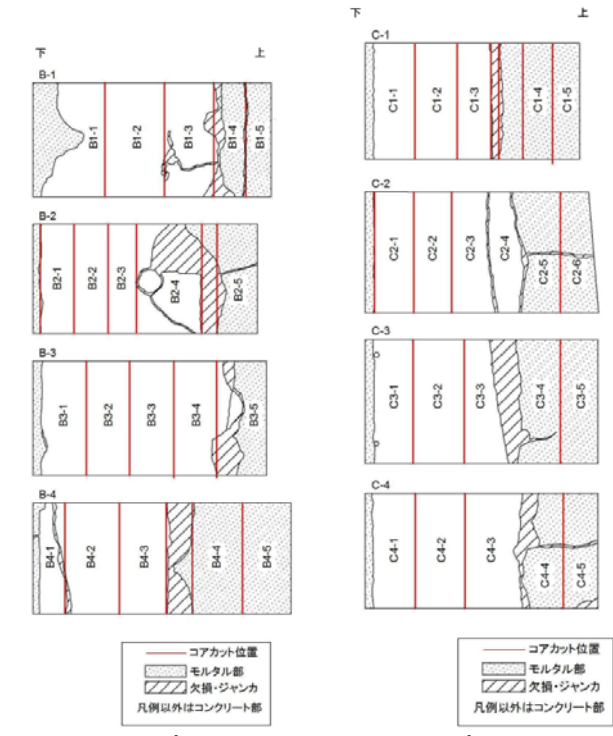 下 上
B-1
B1-1 B1-2 B1-3 B1-4 B1-5
B-2
B2-1 B2-2 B2-3 B2-4 B2-5
B-3
B3-1 B3-2 B3-3 B3-4 B3-5
B-4
B4-1 B4-2 B4-3 B4-4 B4-5
コアカット位置
モルタル部
欠損・ジャンカ
凡例以外はコンクリート部
下 上
C-1
C1-1 C1-2 C1-3 C1-4 C1-5
C-2
C2-1 C2-2 C2-3 C2-4 C2-5 C2-6
C-3
C3-1 C3-2 C3-3 C3-4 C3-5
C-4
C4-1 C4-2 C4-3 C4-4 C4-5
コアカット位置
モルタル部
欠損・ジャンカ
凡例以外はコンクリート部